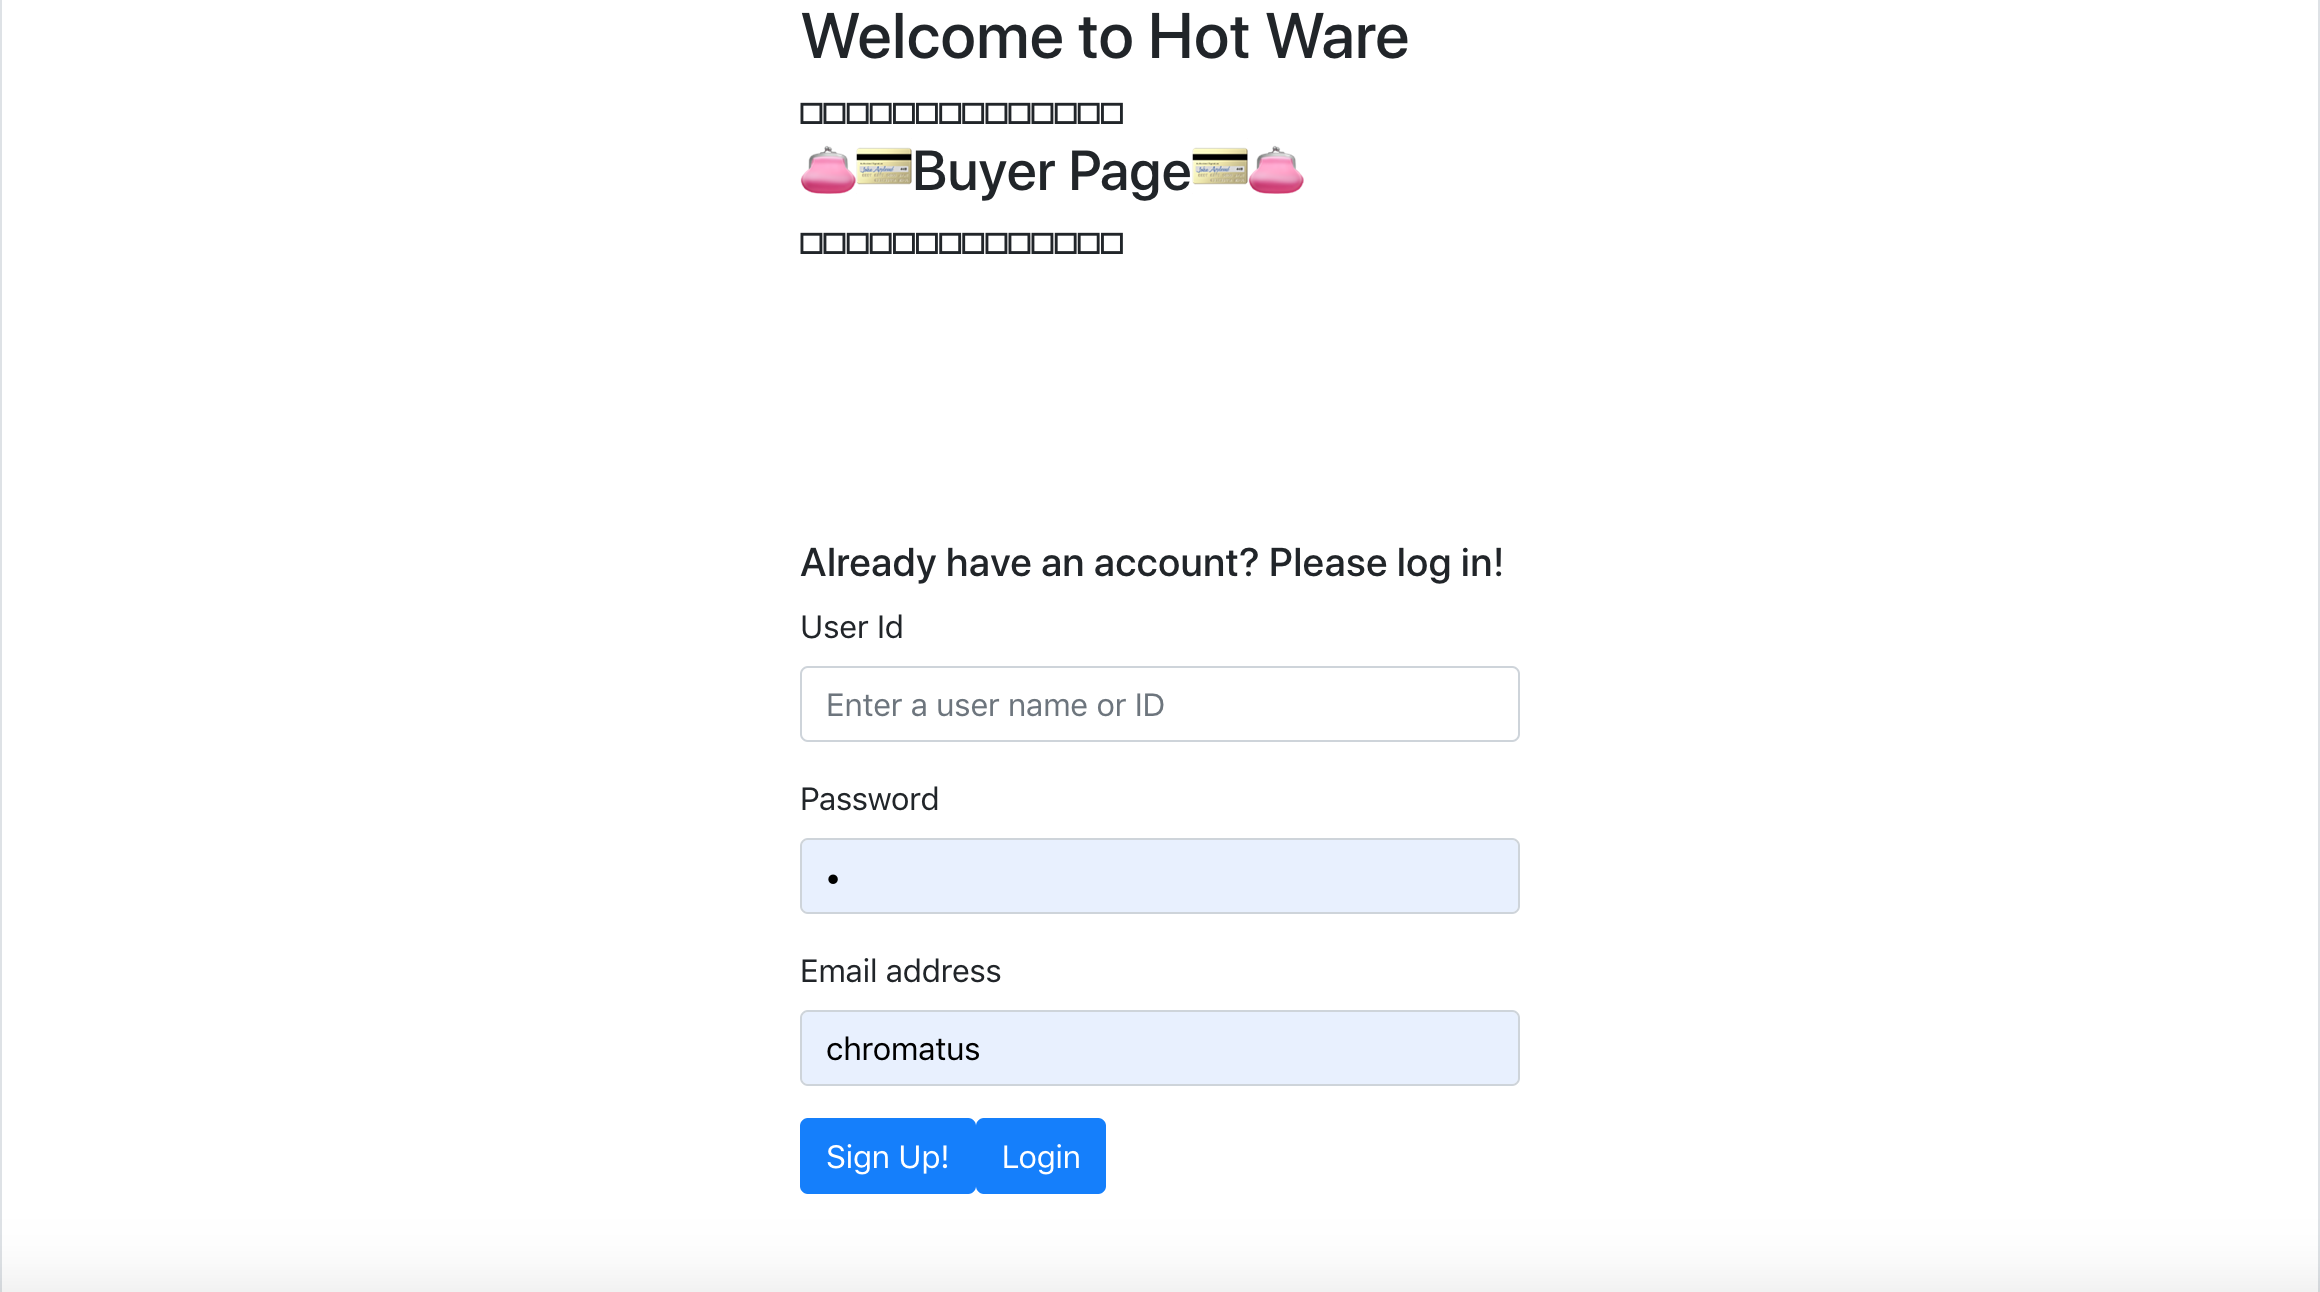 Welcome to Hot Ware
□□□□□□□□□□□□□□
👛💳Buyer Page💳👛
□□□□□□□□□□□□□□
Already have an account? Please log in!
User Id
Enter a user name or ID
Password
•
Email address
chromatus
Sign Up! Login